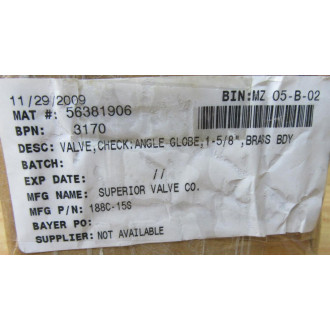 11/29/2009 BIN:MZ 05-B-02
MAT #: 56381906
BPN: 3170
DESC: VALVE,CHECK:ANGLE GLOBE,1-5/8",BRASS BDY
BATCH:
EXP DATE: //
MFG NAME: SUPERIOR VALVE CO.
MFG P/N: 188C-15S
BAYER PO:
SUPPLIER: NOT AVAILABLE